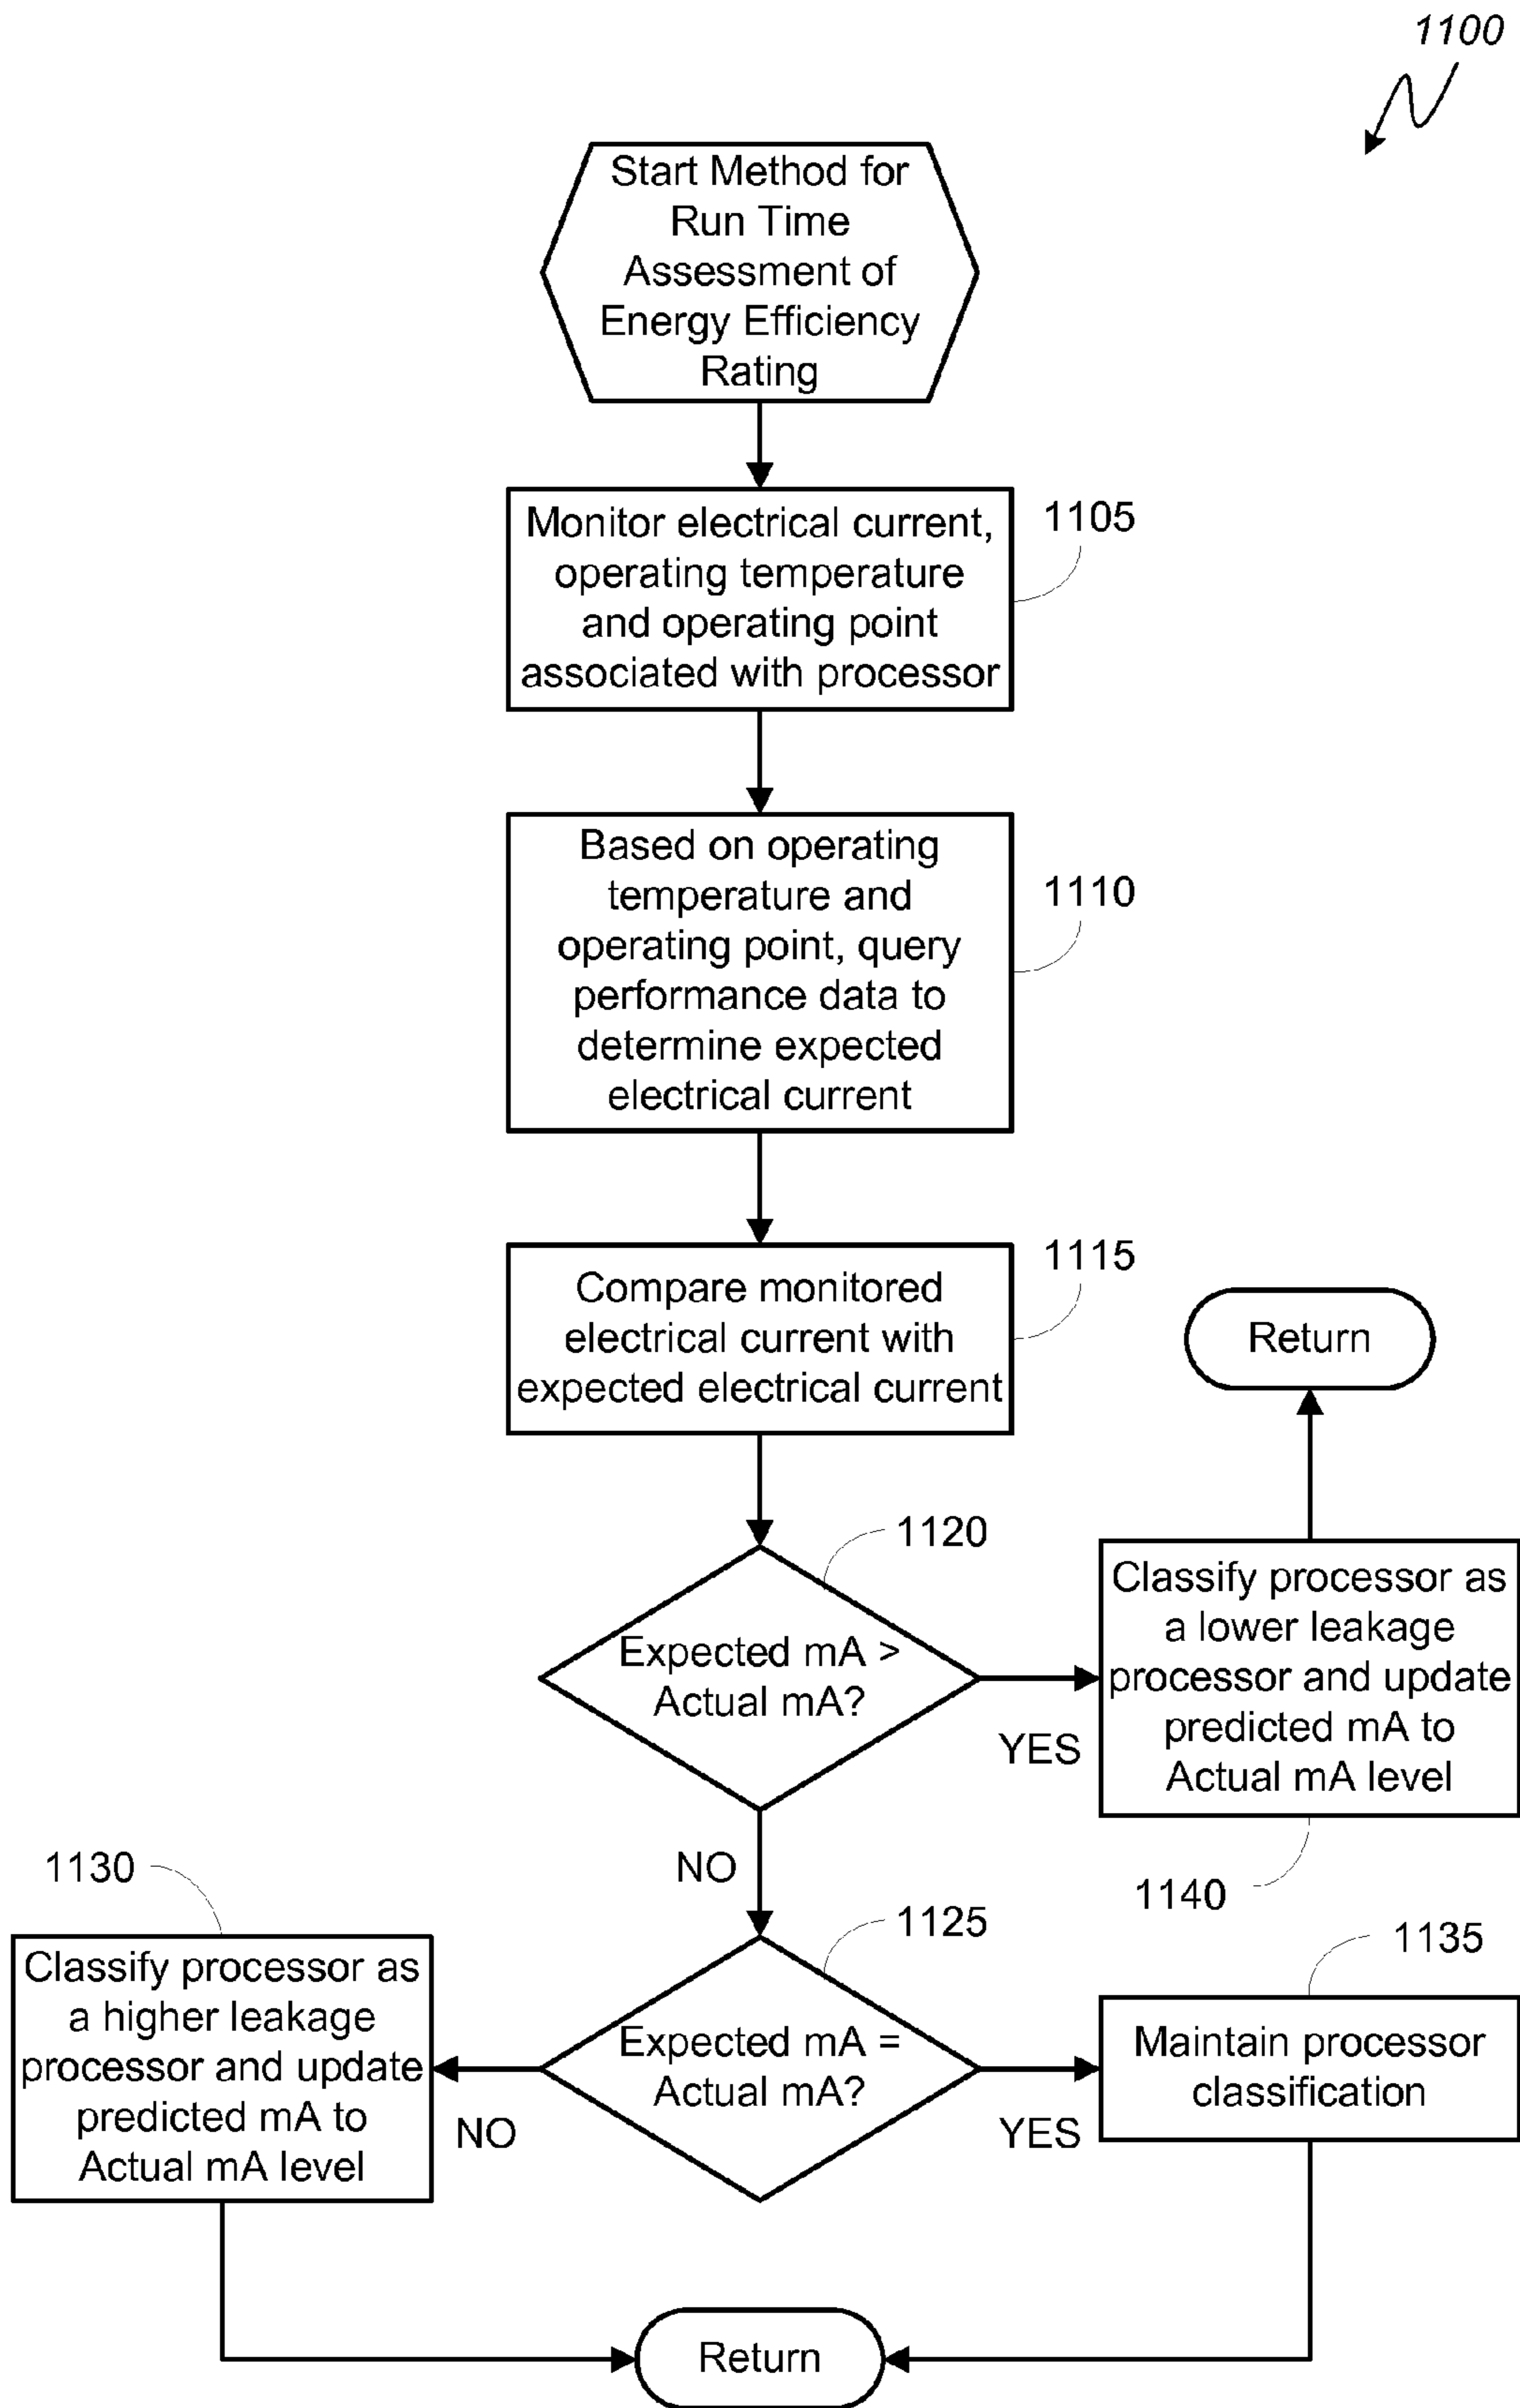 1100
Start Method for
Run Time
Assessment of
Energy Efficiency
Rating
Monitor electrical current,
operating temperature
and operating point
associated with processor
1105
Based on operating
temperature and
operating point, query
performance data to
determine expected
electrical current
1110
Compare monitored
electrical current with
expected electrical current
1115
Return
Expected mA >
Actual mA?
1120
YES
NO
Classify processor as
a lower leakage
processor and update
predicted mA to
Actual mA level
1140
1130
Classify processor as
a higher leakage
processor and update
predicted mA to
Actual mA level
Expected mA =
Actual mA?
1125
NO
YES
1135
Maintain processor
classification
Return